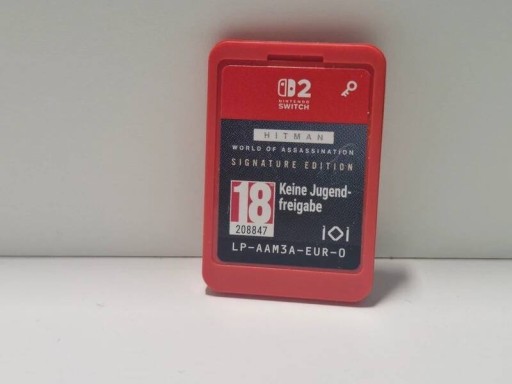 2
NINTENDO
SWITCH
HITMAN
WORLD OF ASSASSINATION
SIGNATURE EDITION
18
Keine Jugend-
freigabe
208847
IOI
LP-AAM3A-EUR-0